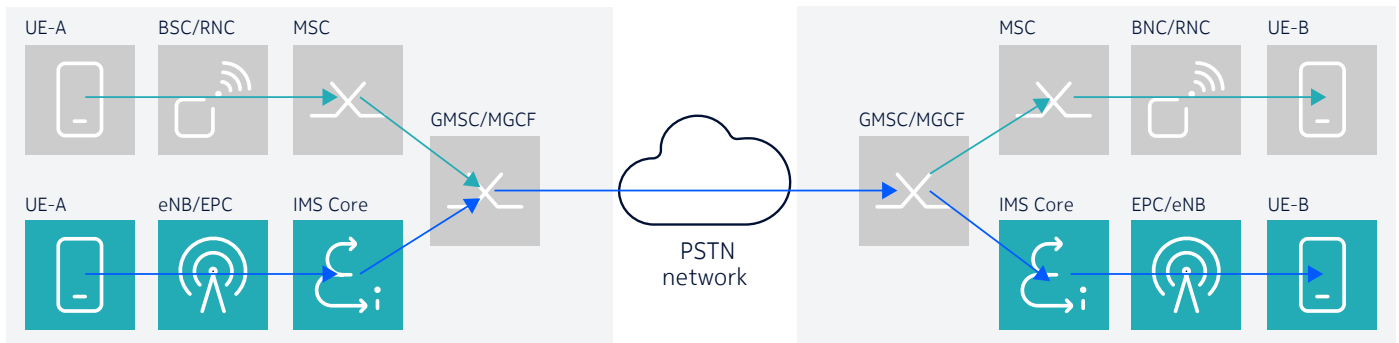 UE-A
BSC/RNC
MSC
MSC
BNC/RNC
UE-B
GMSC/MGCF
GMSC/MGCF
UE-A
eNB/EPC
IMS Core
IMS Core
EPC/eNB
UE-B
PSTN
network